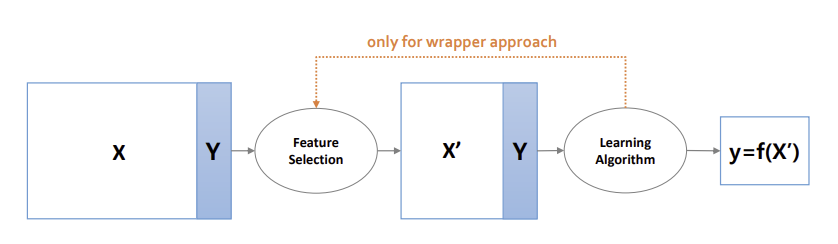 only for wrapper approach
X
Y
Feature
Selection
X’
Y
Learning
Algorithm
y=f(X’)